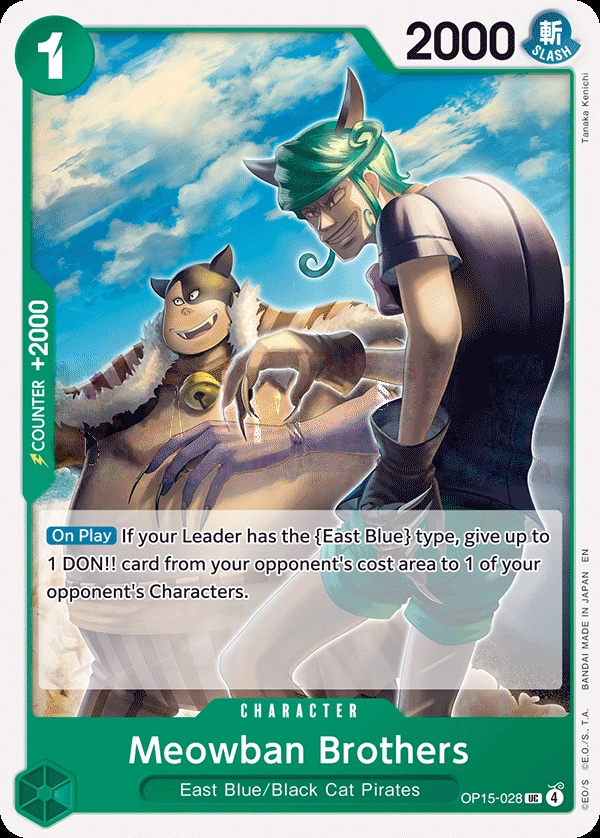 1
2000
斬
SLASH
Tanaka Kenichi
COUNTER +2000
On Play If your Leader has the {East Blue} type, give up to
1 DON!! card from your opponent's cost area to 1 of your
opponent's Characters.
CHARACTER
Meowban Brothers
East Blue/Black Cat Pirates
OP15-028 UC 4
©E.O./S., T.A. BANDAI MADE IN JAPAN EN
©EO/S